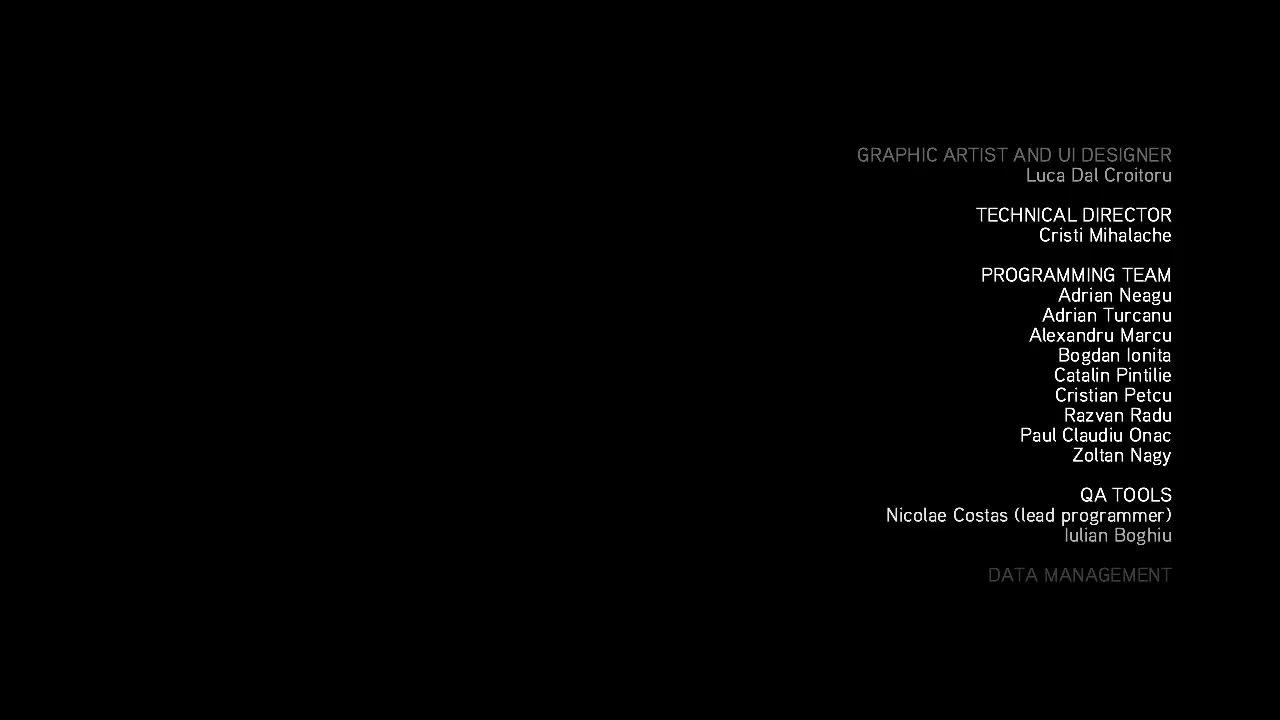 GRAPHIC ARTIST AND UI DESIGNER
Luca Dal Croitoru
TECHNICAL DIRECTOR
Cristi Mihalache
PROGRAMMING TEAM
Adrian Neagu
Adrian Turcanu
Alexandru Marcu
Bogdan Ionita
Catalin Pintilie
Cristian Petcu
Razvan Radu
Paul Claudiu Onac
Zoltan Nagy
QA TOOLS
Nicolae Costas (lead programmer)
Iulian Boghiu
DATA MANAGEMENT